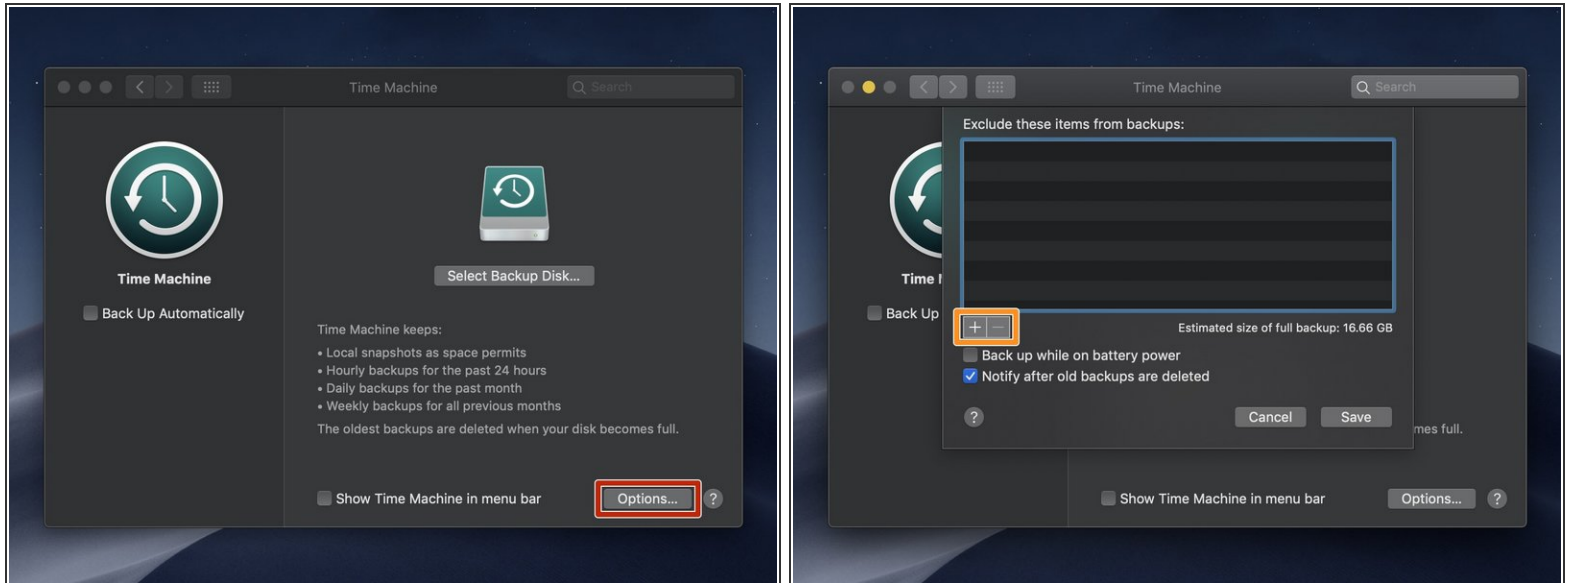 Time Machine
Search
Time Machine
Back Up Automatically
Select Backup Disk...
Time Machine keeps:
• Local snapshots as space permits
• Hourly backups for the past 24 hours
• Daily backups for the past month
• Weekly backups for all previous months
The oldest backups are deleted when your disk becomes full.
Show Time Machine in menu bar
Options...
?
Time Machine
Search
Exclude these items from backups:
Time
Back Up
+ −
Estimated size of full backup: 16.66 GB
Back up while on battery power
Notify after old backups are deleted
?
Cancel
Save
mes full.
Show Time Machine in menu bar
Options...
?